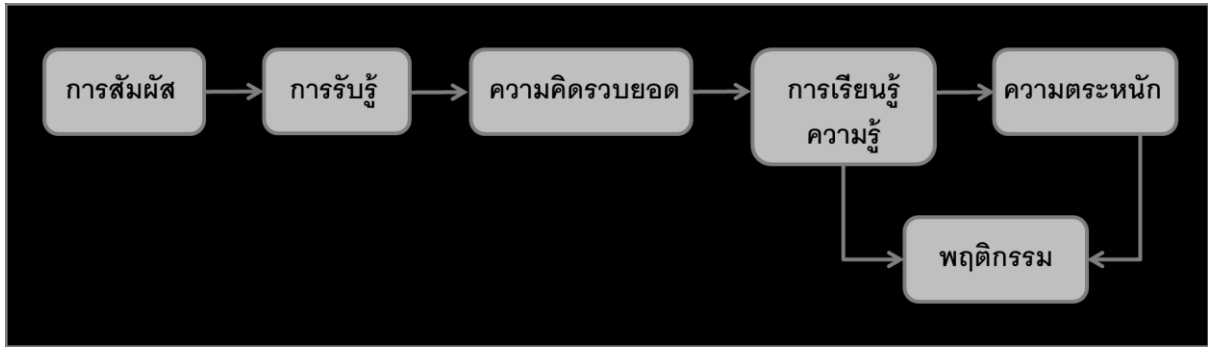 การสัมผัส
การรับรู้
ความคิดรวบยอด
การเรียนรู้
ความรู้
ความตระหนัก
พฤติกรรม